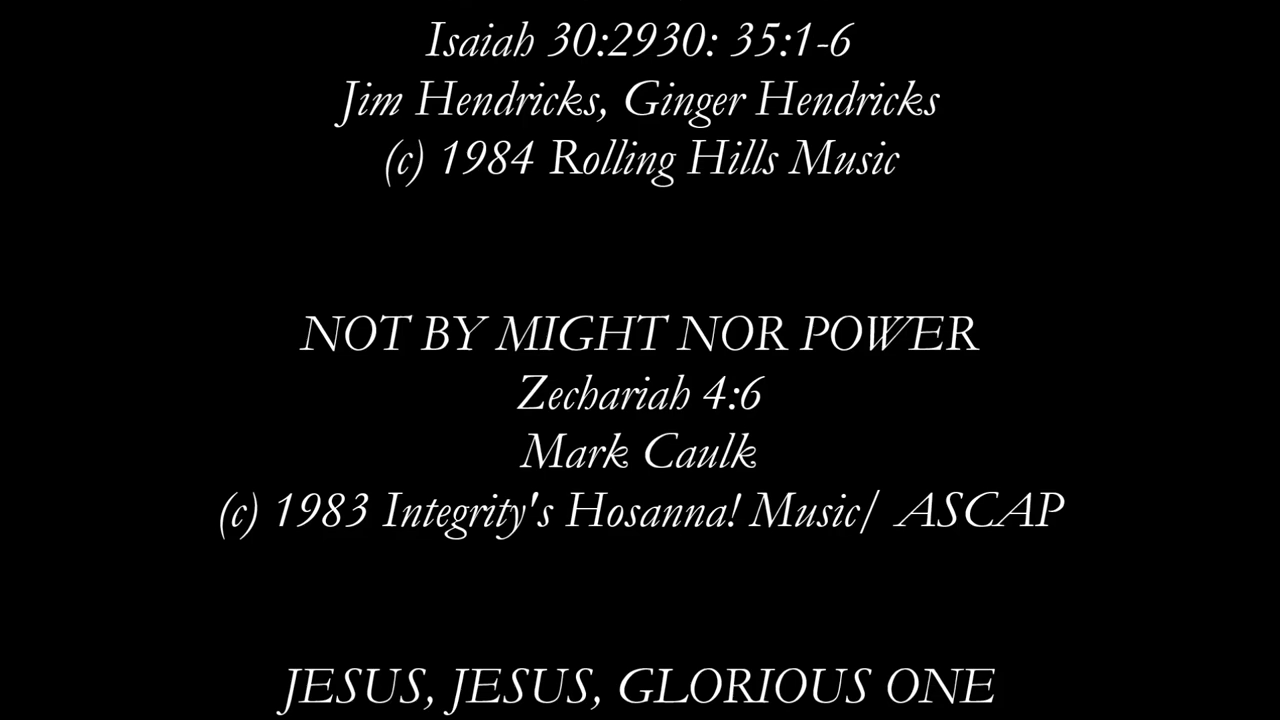 Isaiah 30:2930: 35:1-6
Jim Hendricks, Ginger Hendricks
(c) 1984 Rolling Hills Music
NOT BY MIGHT NOR POWER
Zechariah 4:6
Mark Caulk
(c) 1983 Integrity's Hosanna! Music/ ASCAP
JESUS, JESUS, GLORIOUS ONE